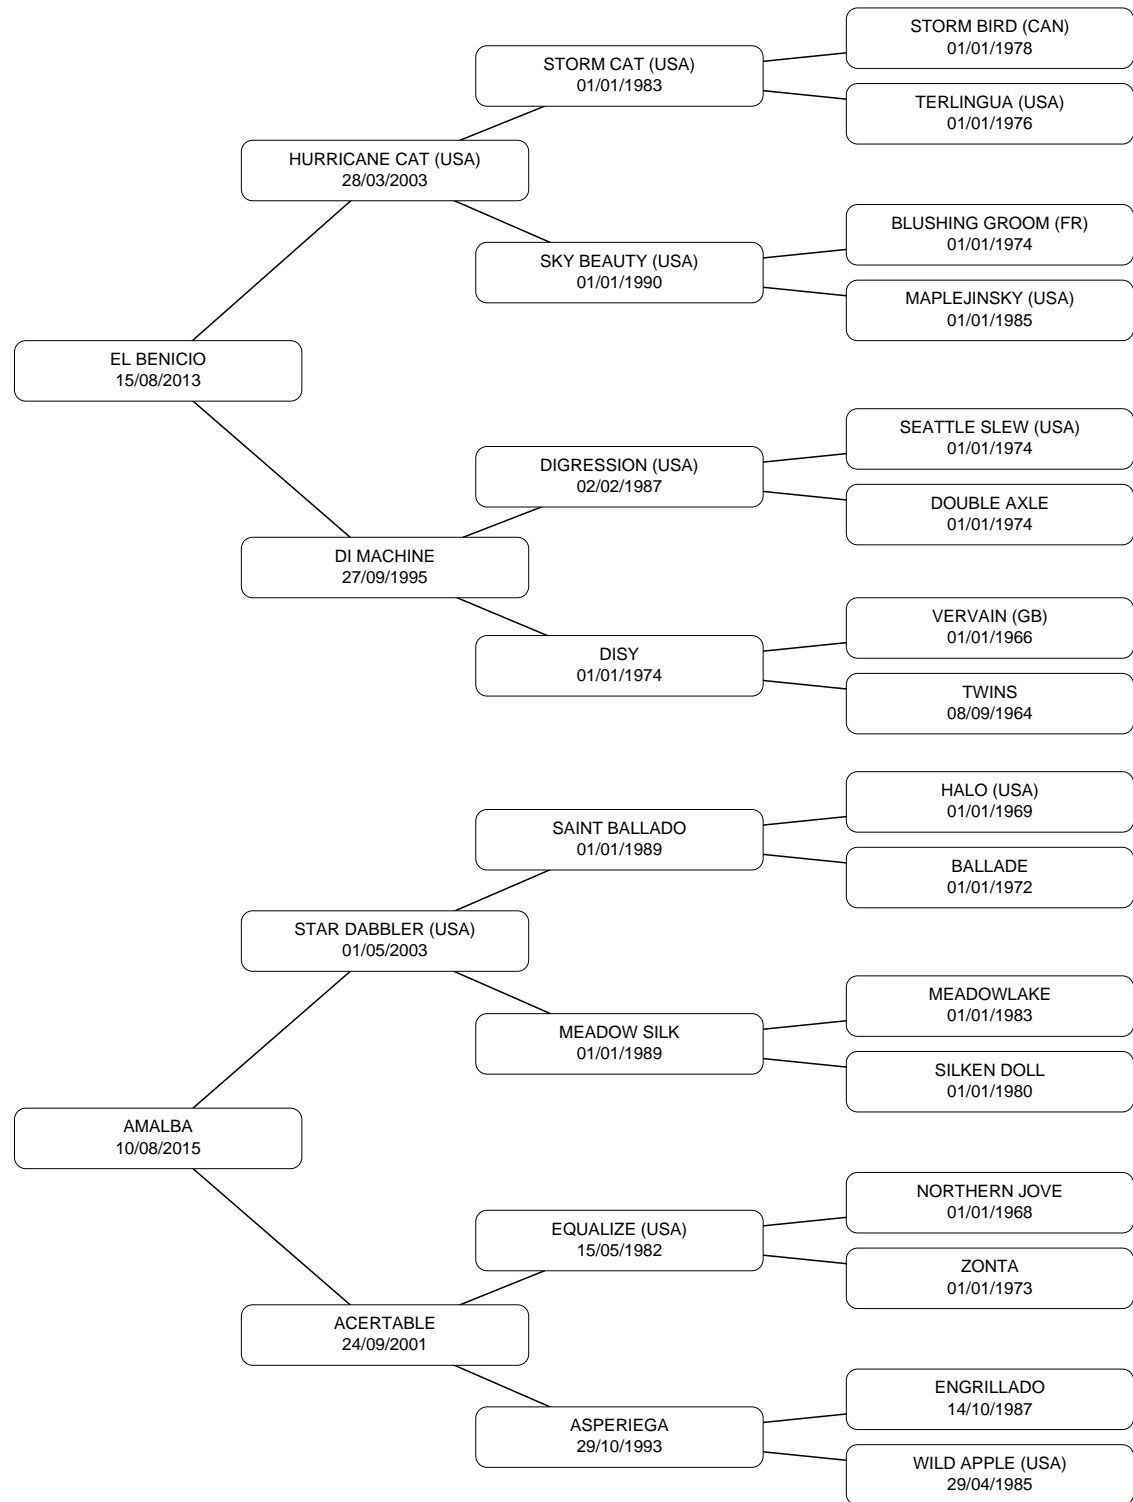 STORM BIRD (CAN)
01/01/1978
STORM CAT (USA)
01/01/1983
TERLINGUA (USA)
01/01/1976
HURRICANE CAT (USA)
28/03/2003
BLUSHING GROOM (FR)
01/01/1974
SKY BEAUTY (USA)
01/01/1990
MAPLEJINSKY (USA)
01/01/1985
EL BENICIO
15/08/2013
SEATTLE SLEW (USA)
01/01/1974
DIGRESSION (USA)
02/02/1987
DOUBLE AXLE
01/01/1974
DI MACHINE
27/09/1995
VERVAIN (GB)
01/01/1966
DISY
01/01/1974
TWINS
08/09/1964
HALO (USA)
01/01/1969
SAINT BALLADO
01/01/1989
BALLADE
01/01/1972
STAR DABBLER (USA)
01/05/2003
MEADOWLAKE
01/01/1983
MEADOW SILK
01/01/1989
SILKEN DOLL
01/01/1980
AMALBA
10/08/2015
NORTHERN JOVE
01/01/1968
EQUALIZE (USA)
15/05/1982
ZONTA
01/01/1973
ACERTABLE
24/09/2001
ENGRILLADO
14/10/1987
ASPERIEGA
29/10/1993
WILD APPLE (USA)
29/04/1985